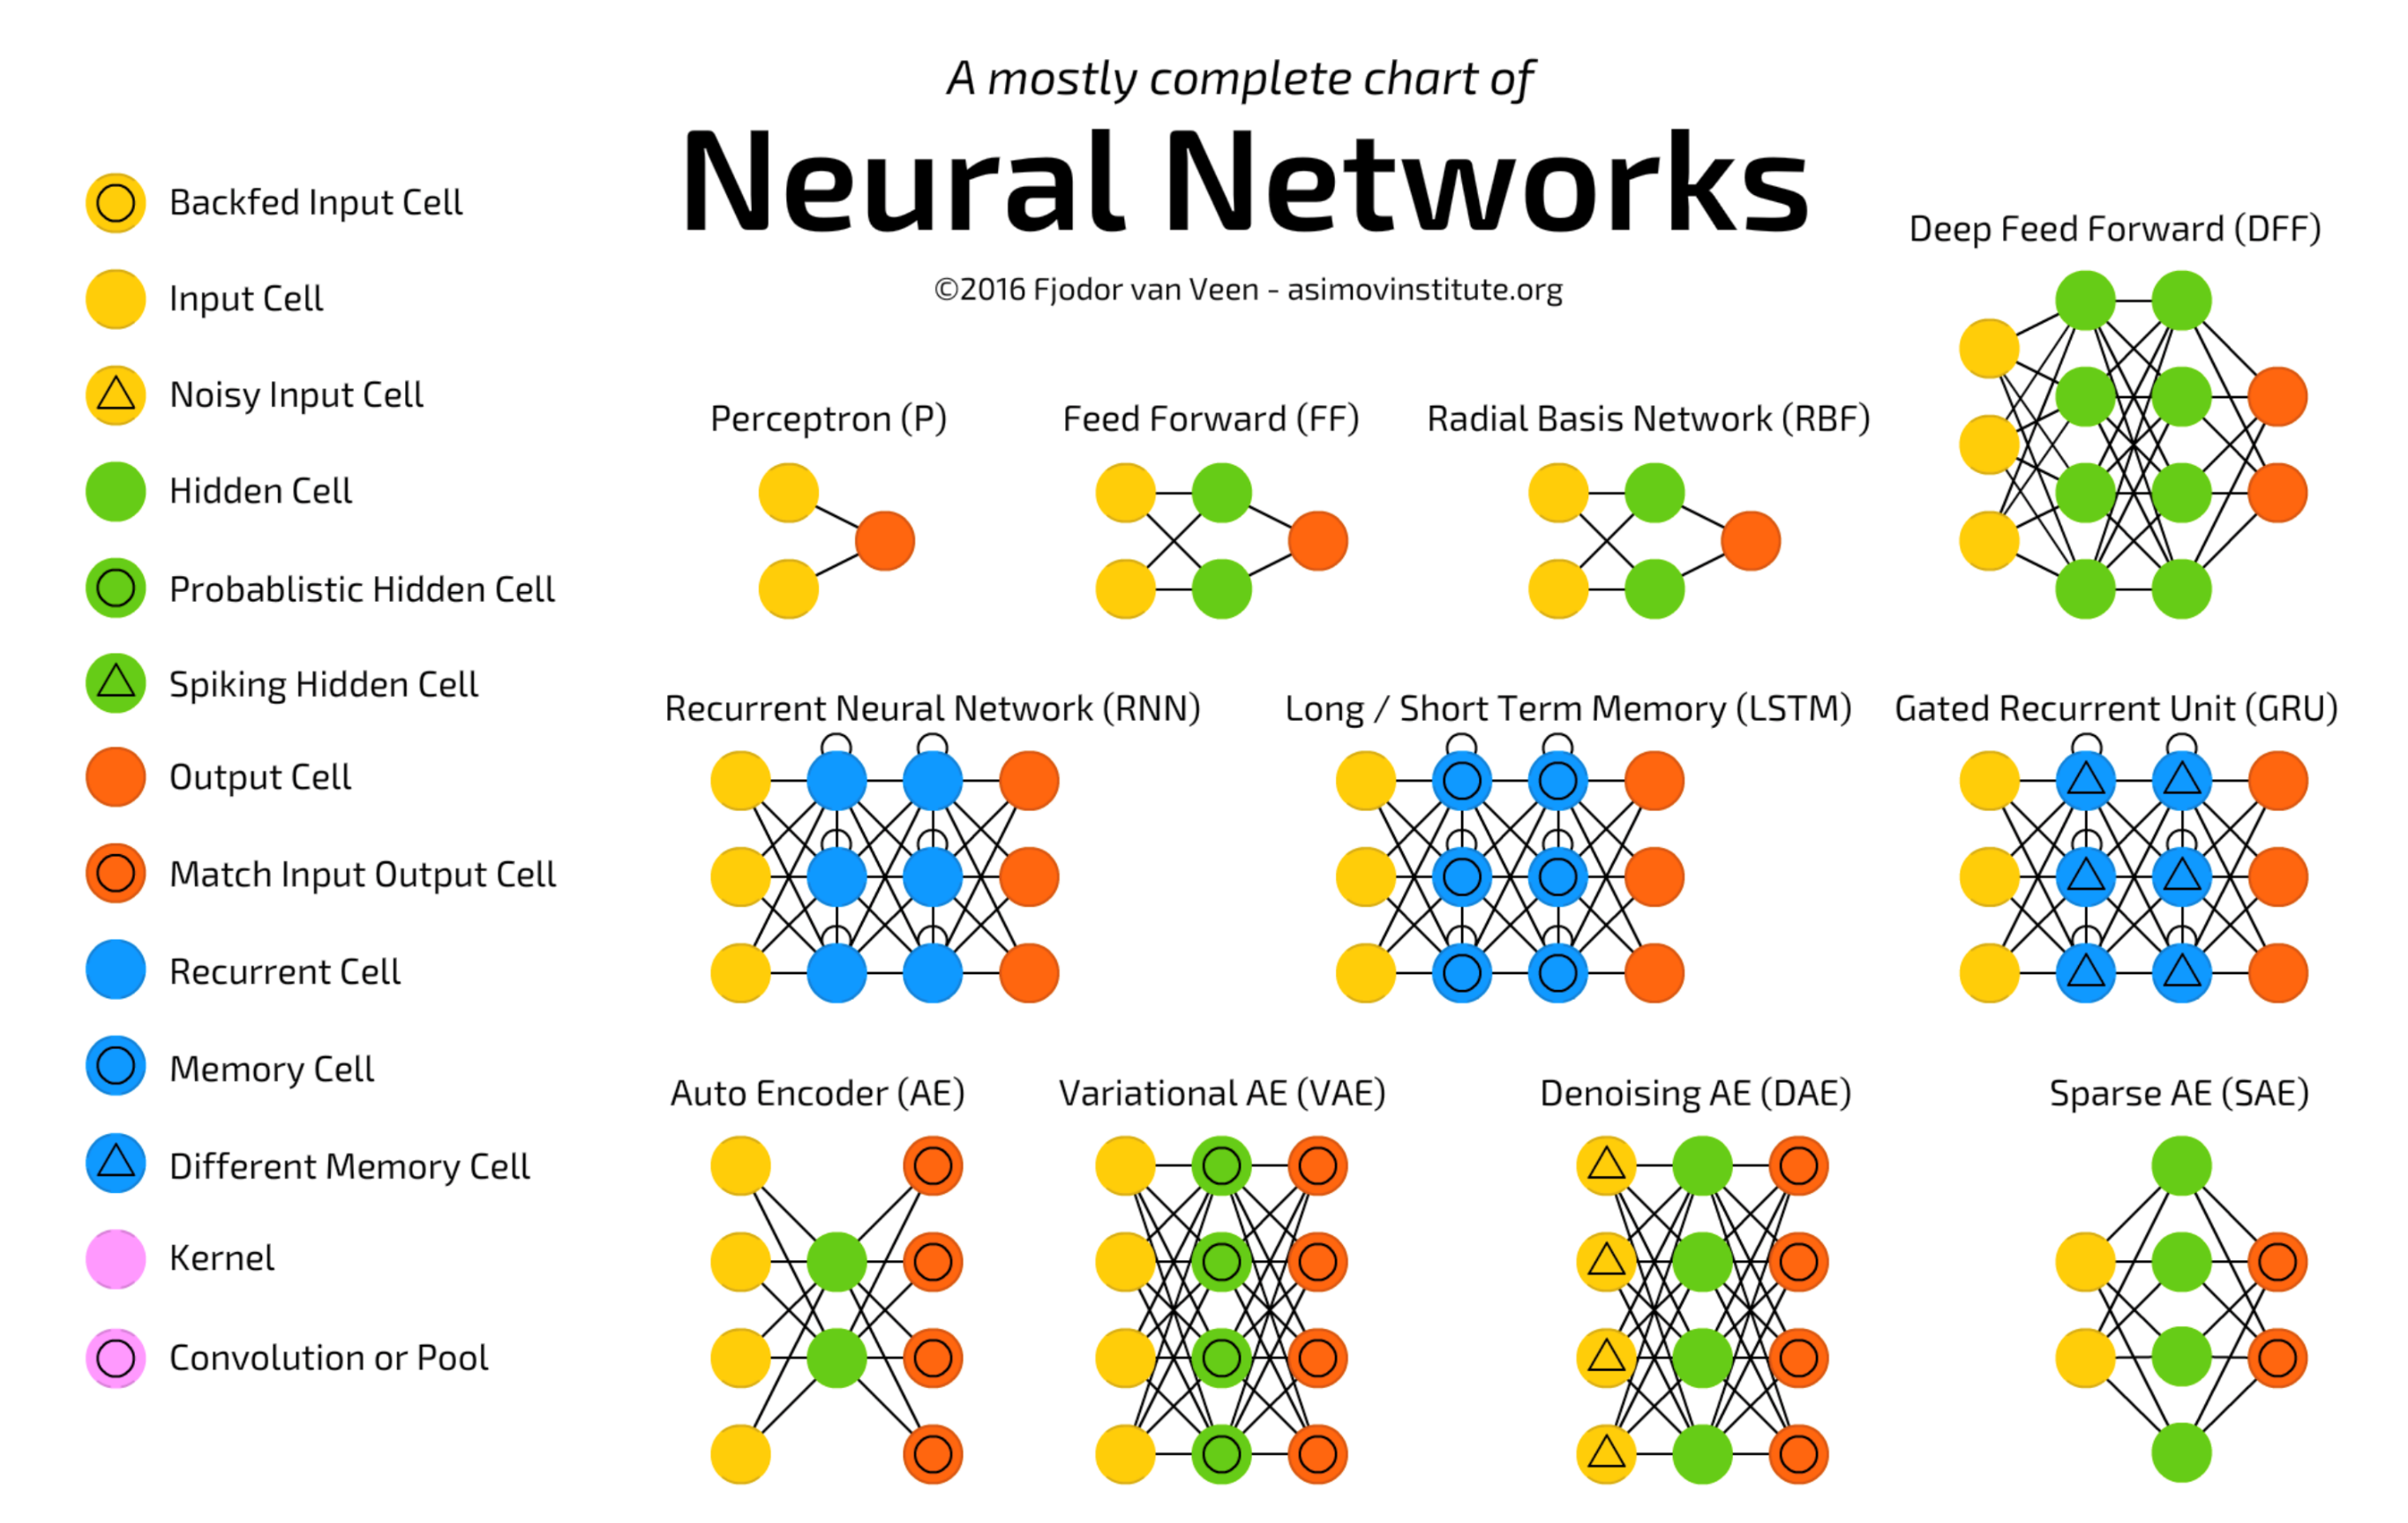 A mostly complete chart of
Neural Networks
©2016 Fjodor van Veen - asimovinstitute.org
Backfed Input Cell
Input Cell
Noisy Input Cell
Hidden Cell
Probablistic Hidden Cell
Spiking Hidden Cell
Output Cell
Match Input Output Cell
Recurrent Cell
Memory Cell
Different Memory Cell
Kernel
Convolution or Pool
Deep Feed Forward (DFF)
Perceptron (P)
Feed Forward (FF)
Radial Basis Network (RBF)
Recurrent Neural Network (RNN)
Long / Short Term Memory (LSTM)
Gated Recurrent Unit (GRU)
Auto Encoder (AE)
Variational AE (VAE)
Denoising AE (DAE)
Sparse AE (SAE)